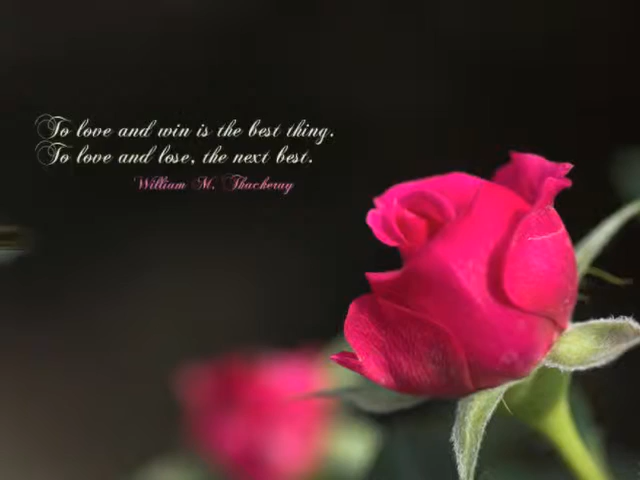 To love and win is the best thing.
To love and lose, the next best.
William M. Thackeray